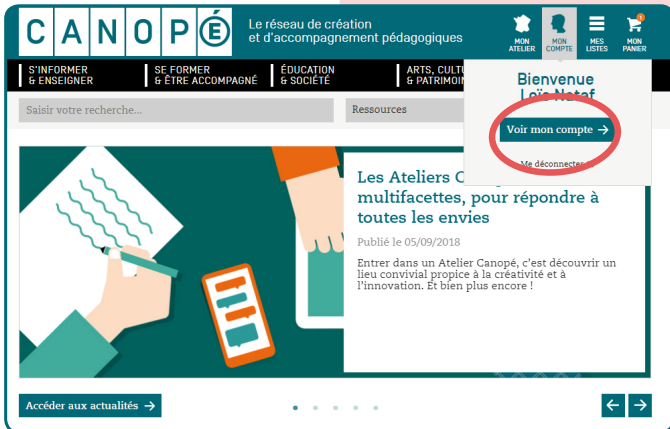 CANOPÉ
Le réseau de création
et d'accompagnement pédagogiques
MON
ATELIER
MON
COMPTE
MES
LISTES
MON
PANIER
S'INFORMER
& ENSEIGNER
SE FORMER
& ÊTRE ACCOMPAGNÉ
ÉDUCATION
& SOCIÉTÉ
ARTS, CULTU
& PATRIMOIN
Bienvenue
Loïs Nataf
Saisir votre recherche...
Ressources
Voir mon compte →
Me déconnecter
Les Ateliers C
multifacettes, pour répondre à
toutes les envies
Publié le 05/09/2018
Entrer dans un Atelier Canopé, c'est découvrir un
lieu convivial propice à la créativité et à
l'innovation. Et bien plus encore !
Accéder aux actualités →
← →